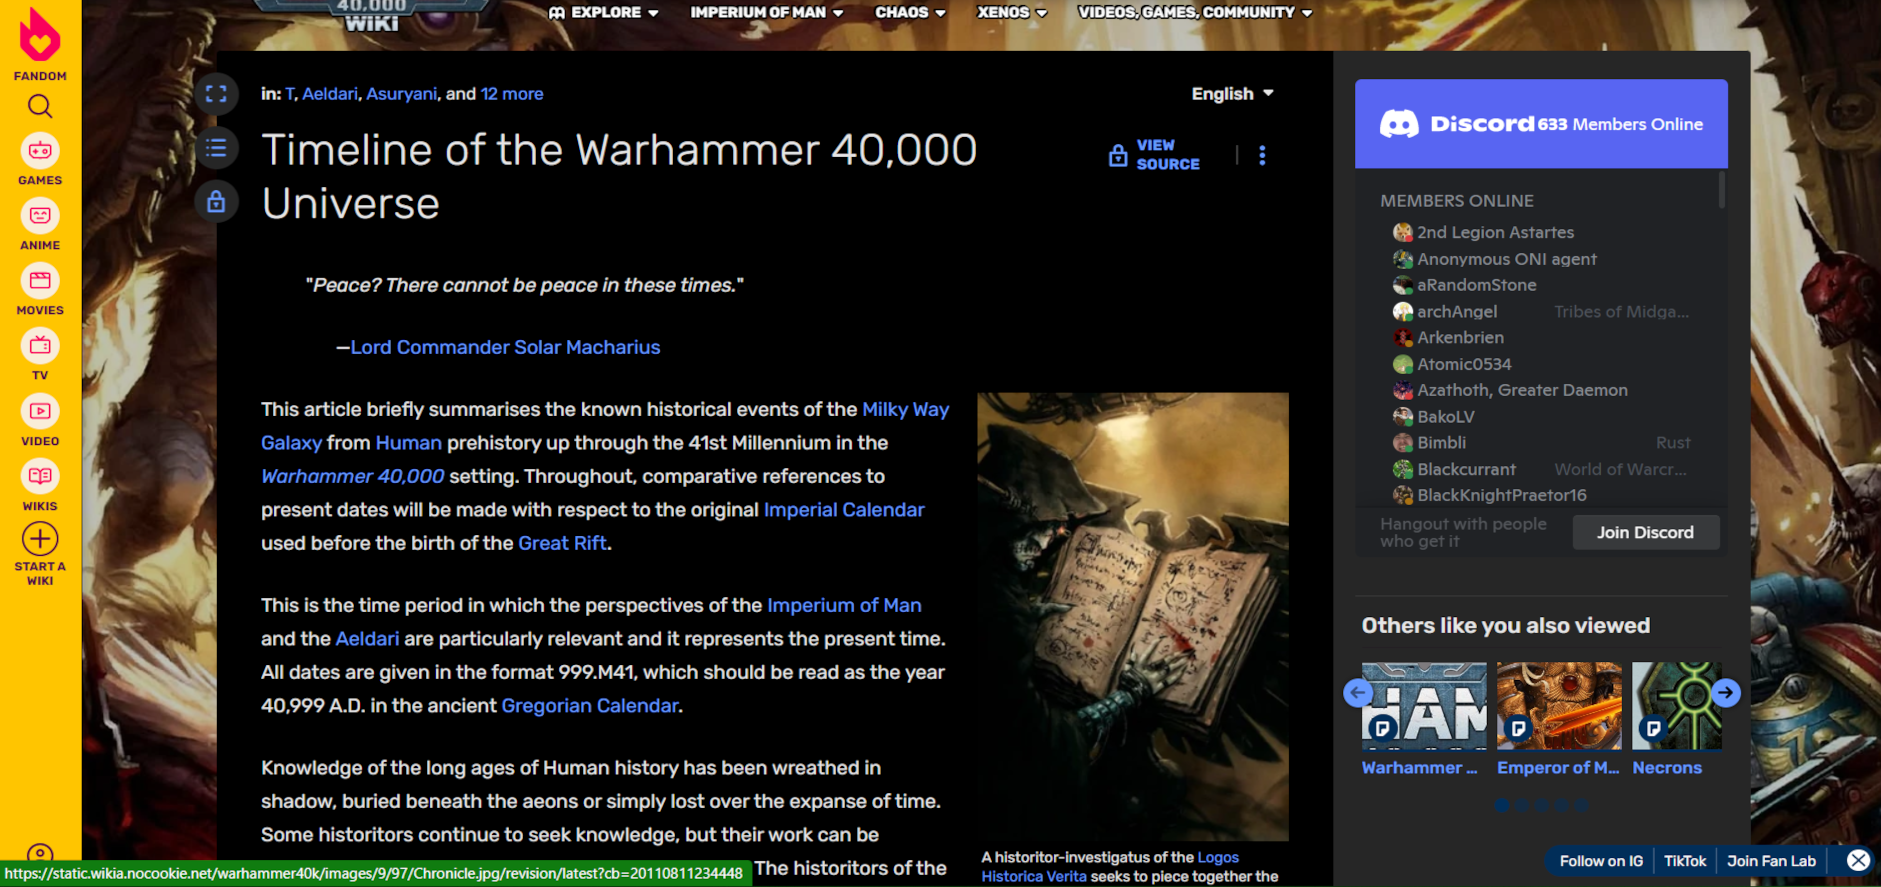 40,000
WIKI
EXPLORE
IMPERIUM OF MAN
CHAOS
XENOS
VIDEOS, GAMES, COMMUNITY
FANDOM
GAMES
ANIME
MOVIES
TV
VIDEO
WIKIS
START A
WIKI
in: T, Aeldari, Asuryani, and 12 more
English
Timeline of the Warhammer 40,000
Universe
VIEW
SOURCE
"Peace? There cannot be peace in these times."
—Lord Commander Solar Macharius
This article briefly summarises the known historical events of the Milky Way
Galaxy from Human prehistory up through the 41st Millennium in the
Warhammer 40,000 setting. Throughout, comparative references to
present dates will be made with respect to the original Imperial Calendar
used before the birth of the Great Rift.
This is the time period in which the perspectives of the Imperium of Man
and the Aeldari are particularly relevant and it represents the present time.
All dates are given in the format 999.M41, which should be read as the year
40,999 A.D. in the ancient Gregorian Calendar.
Knowledge of the long ages of Human history has been wreathed in
shadow, buried beneath the aeons or simply lost over the expanse of time.
Some historitors continue to seek knowledge, but their work can be
The historitors of the
A historitor-investigatus of the Logos
Historica Verita seeks to piece together the
Discord 633 Members Online
MEMBERS ONLINE
2nd Legion Astartes
Anonymous ONI agent
aRandomStone
archAngel Tribes of Midga...
Arkenbrien
Atomic0534
Azathoth, Greater Daemon
BakoLV
Bimbli Rust
Blackcurrant World of Warcr...
BlackKnightPraetor16
Hangout with people
who get it
Join Discord
Others like you also viewed
HAM
Warhammer ...
Emperor of M...
Necrons
Follow on IG
TikTok
Join Fan Lab
https://static.wikia.nocookie.net/warhammer40k/images/9/97/Chronicle.jpg/revision/latest?cb=20110811234448